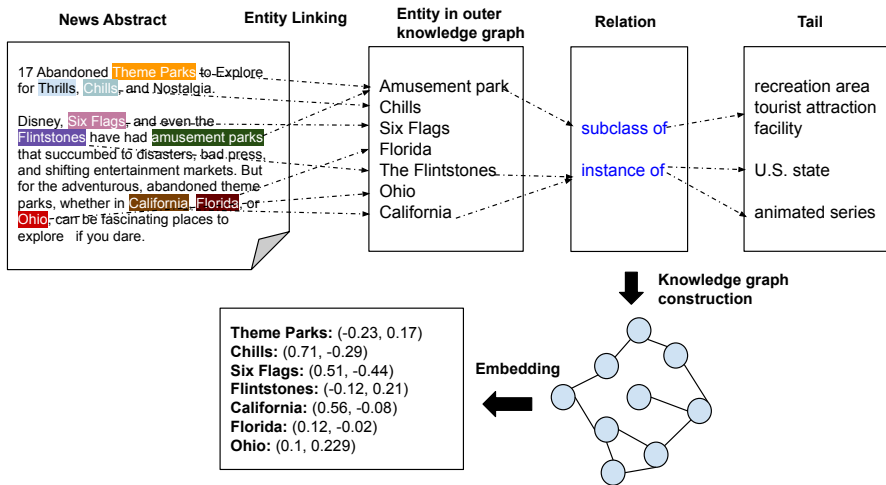 News Abstract
Entity Linking
Entity in outer
knowledge graph
Relation
Tail
17 Abandoned Theme Parks to Explore
for Thrills, Chills, and Nostalgia.
Disney, Six Flags, and even the
Flintstones have had amusement parks
that succumbed to disasters, bad press,
and shifting entertainment markets. But
for the adventurous, abandoned theme
parks, whether in California, Florida, or
Ohio, can be fascinating places to
explore if you dare.
Amusement park
Chills
Six Flags
Florida
The Flintstones
Ohio
California
subclass of
instance of
recreation area
tourist attraction
facility
U.S. state
animated series
Knowledge graph
construction
Embedding
Theme Parks: (-0.23, 0.17)
Chills: (0.71, -0.29)
Six Flags: (0.51, -0.44)
Flintstones: (-0.12, 0.21)
California: (0.56, -0.08)
Florida: (0.12, -0.02)
Ohio: (0.1, 0.229)